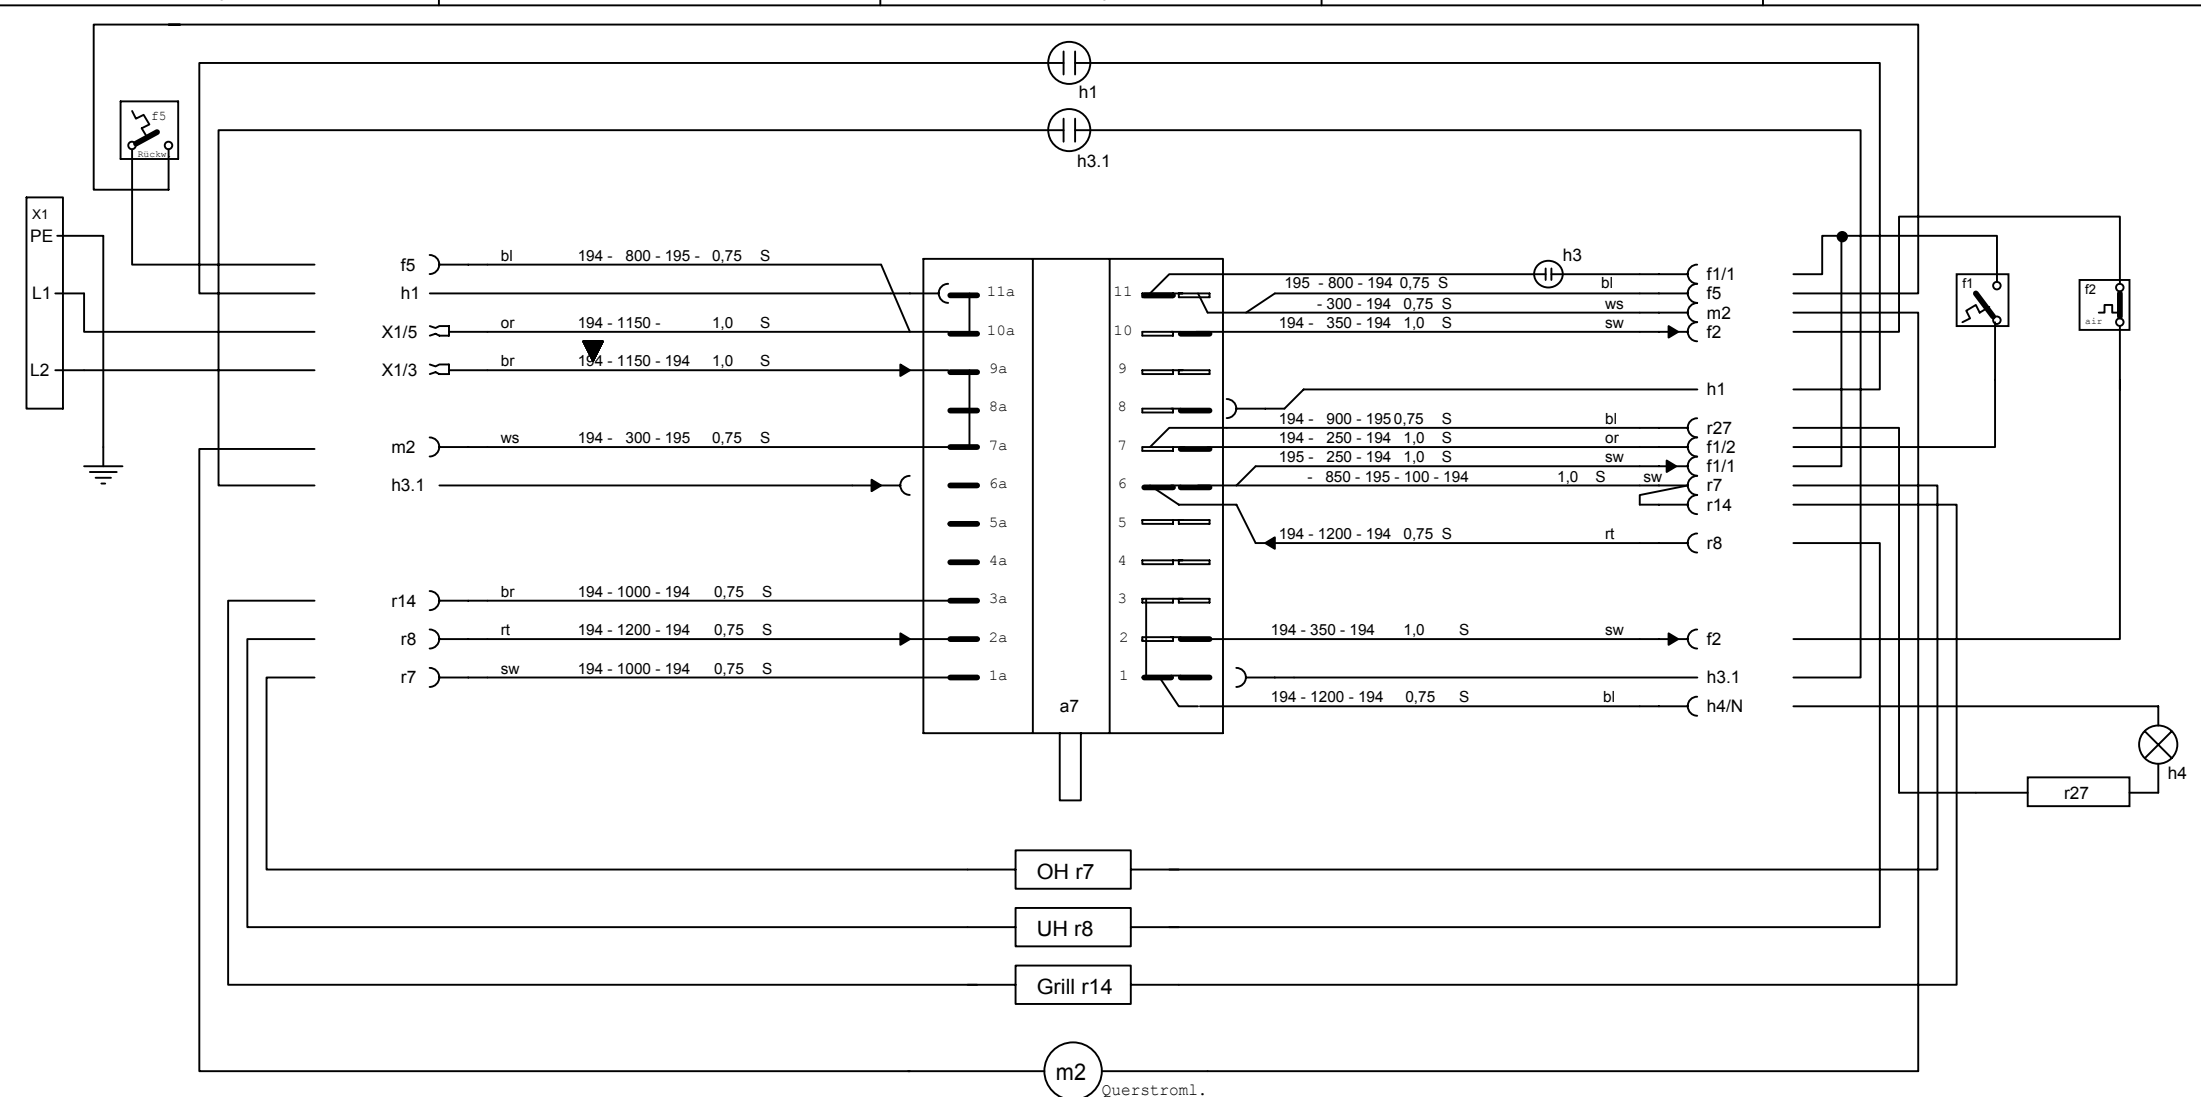 h1
f5
Rückw
h3.1
X1
PE
L1
L2
f5 bl 194 - 800 - 195 - 0,75 S
h1
X1/5 or 194 - 1150 - 1,0 S
X1/3 br 194 - 1150 - 194 1,0 S
m2 ws 194 - 300 - 195 0,75 S
h3.1
r14 br 194 - 1000 - 194 0,75 S
r8 rt 194 - 1200 - 194 0,75 S
r7 sw 194 - 1000 - 194 0,75 S
11a 11
10a 10
9a 9
8a 8
7a 7
6a 6
5a 5
4a 4
3a 3
2a 2
1a 1
a7
h3 f1/1
195 - 800 - 194 0,75 S bl f5
- 300 - 194 0,75 S ws m2
194 - 350 - 194 1,0 S sw f2
h1
194 - 900 - 195 0,75 S bl r27
194 - 250 - 194 1,0 S or f1/2
195 - 250 - 194 1,0 S sw f1/1
- 850 - 195 - 100 - 194 1,0 S sw r7
r14
194 - 1200 - 194 0,75 S rt r8
194 - 350 - 194 1,0 S sw f2
h3.1
194 - 1200 - 194 0,75 S bl h4/N
f1
f2
air
h4
r27
OH r7
UH r8
Grill r14
m2
Querstroml.